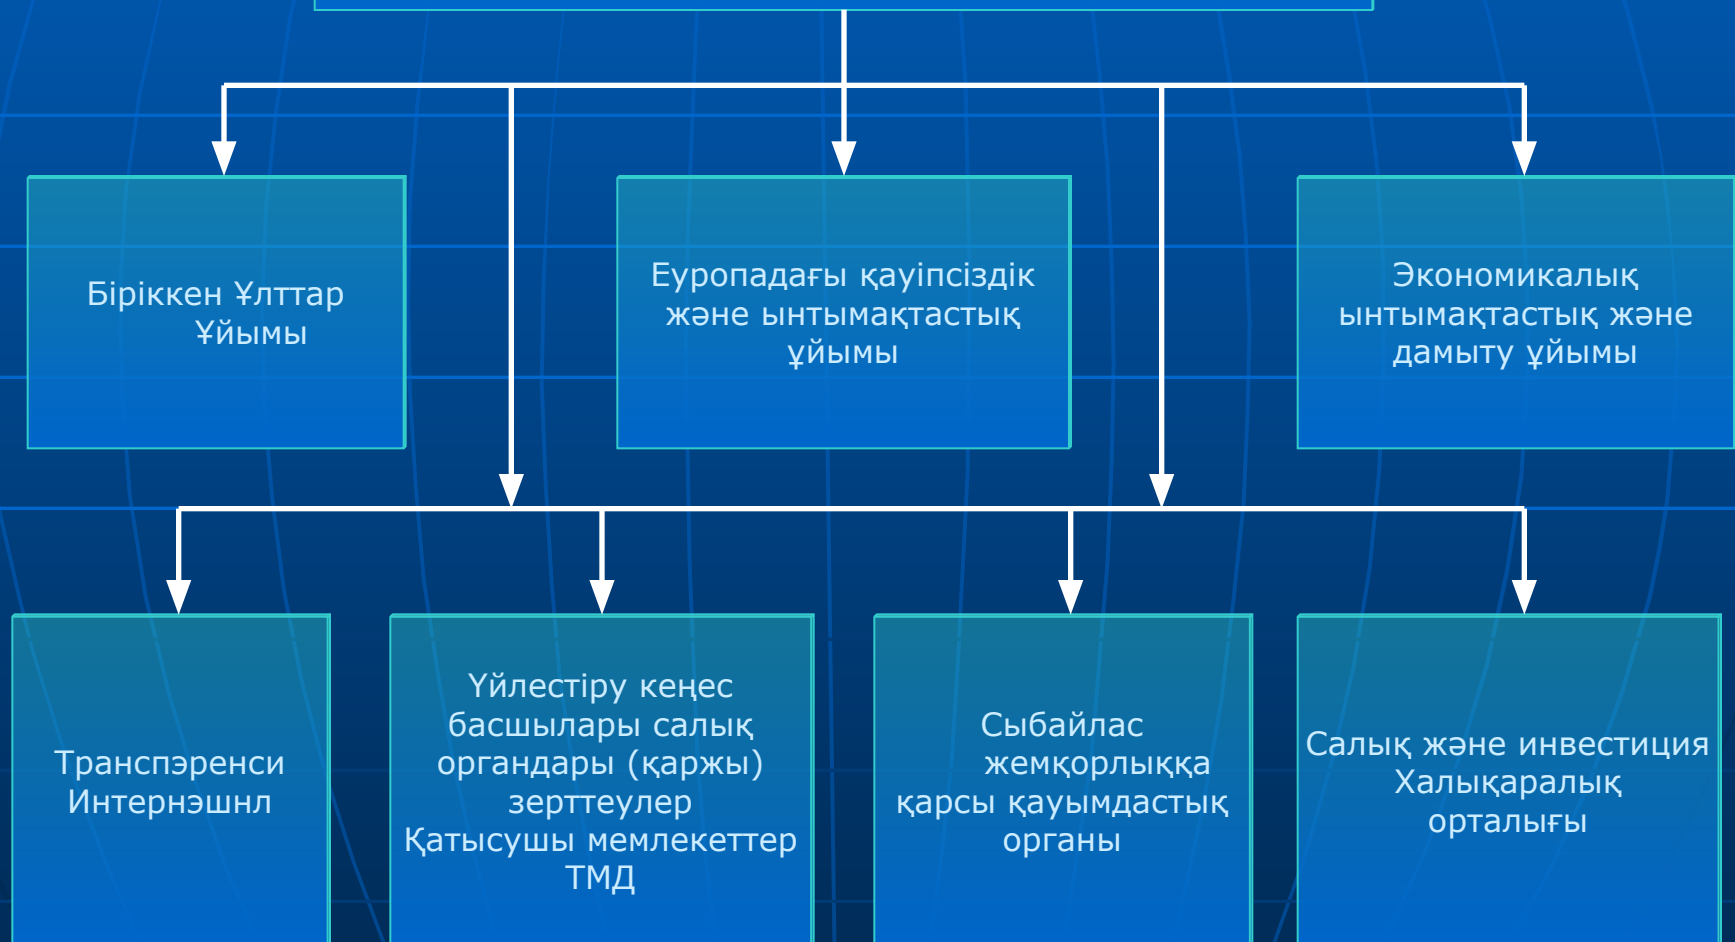 Біріккен Ұлттар
Ұйымы
Еуропадағы қауіпсіздік
және ынтымақтастық
ұйымы
Экономикалық
ынтымақтастық және
дамыту ұйымы
Транспэренси
Интернэшнл
Үйлестіру кеңес
басшылары салық
органдары (қаржы)
зерттеулер
Қатысушы мемлекеттер
ТМД
Сыбайлас
жемқорлыққа
қарсы қауымдастық
органы
Салық және инвестиция
Халықаралық
орталығы